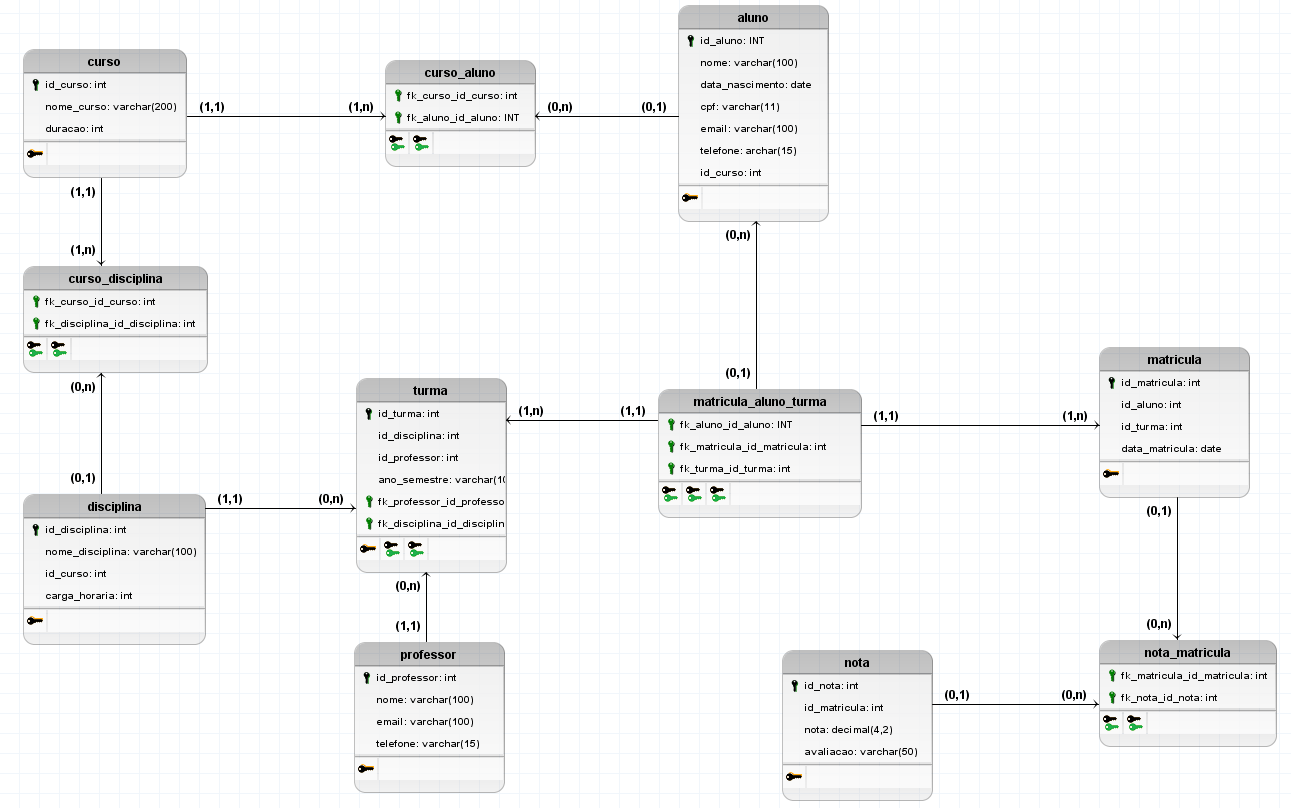 curso
id_curso: int
nome_curso: varchar(200)
duracao: int
(1,1)
(1,n)
curso_aluno
fk_curso_id_curso: int
fk_aluno_id_aluno: INT
(0,n)
(0,1)
aluno
id_aluno: INT
nome: varchar(100)
data_nascimento: date
cpf: varchar(11)
email: varchar(100)
telefone: archar(15)
id_curso: int
(1,1)
(1,n)
curso_disciplina
fk_curso_id_curso: int
fk_disciplina_id_disciplina: int
(0,n)
(0,1)
disciplina
id_disciplina: int
nome_disciplina: varchar(100)
id_curso: int
carga_horaria: int
(1,1)
(0,n)
turma
id_turma: int
id_disciplina: int
id_professor: int
ano_semestre: varchar(10
fk_professor_id_professo
fk_disciplina_id_disciplin
(0,n)
(1,1)
professor
id_professor: int
nome: varchar(100)
email: varchar(100)
telefone: varchar(15)
(1,n)
(1,1)
(0,n)
(0,1)
matricula_aluno_turma
fk_aluno_id_aluno: INT
fk_matricula_id_matricula: int
fk_turma_id_turma: int
(1,1)
(1,n)
matricula
id_matricula: int
id_aluno: int
id_turma: int
data_matricula: date
(0,1)
(0,n)
nota_matricula
fk_matricula_id_matricula: int
fk_nota_id_nota: int
nota
id_nota: int
id_matricula: int
nota: decimal(4,2)
avaliacao: varchar(50)
(0,1)
(0,n)